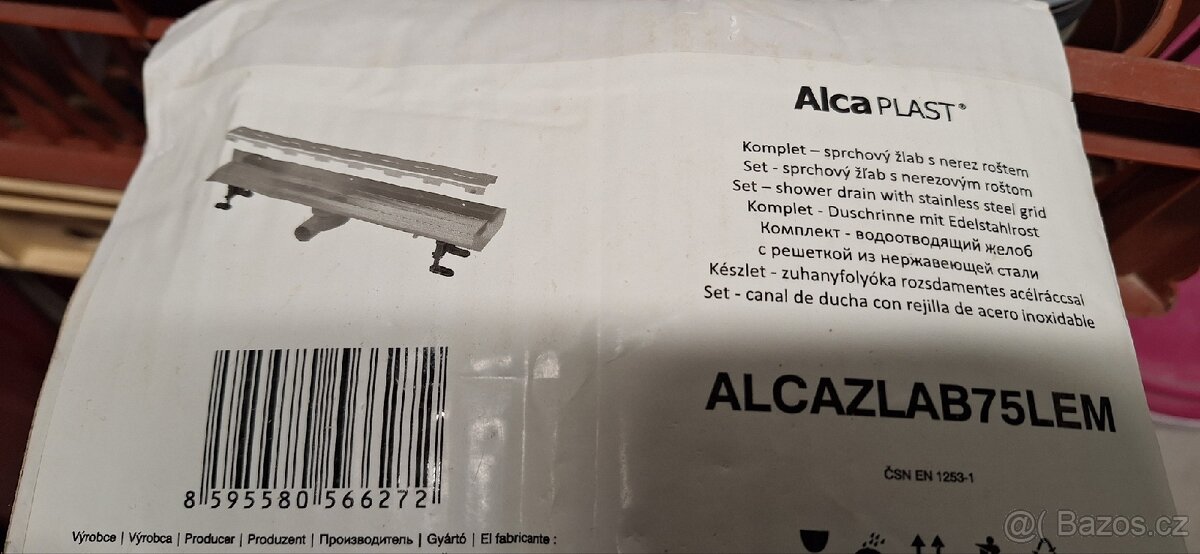 Alca PLAST®
Komplet – sprchový žlab s nerez roštem
Set - sprchový žľab s nerezovým roštom
Set – shower drain with stainless steel grid
Komplet - Duschrinne mit Edelstahlrost
Комплект - водоотводящий желоб
с решеткой из нержавеющей стали
Készlet - zuhanyfolyóka rozsdamentes acélráccsal
Set - canal de ducha con rejilla de acero inoxidable
ALCAZLAB75LEM
ČSN EN 1253-1
8 595580 566272
Výrobce | Výrobca | Producer | Produzent | Производитель | Gyártó | El fabricante :
@( Bazos.cz